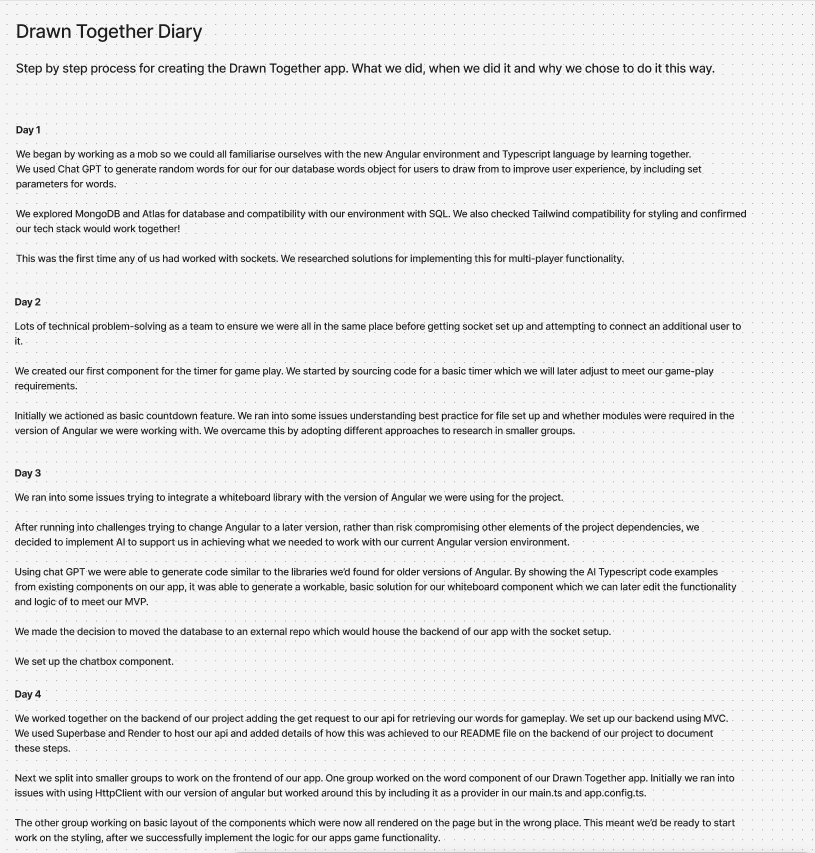 Drawn Together Diary
Step by step process for creating the Drawn Together app. What we did, when we did it and why we chose to do it this way.
Day 1
We began by working as a mob so we could all familiarise ourselves with the new Angular environment and Typescript language by learning together.
We used Chat GPT to generate random words for our for our database words object for users to draw from to improve user experience, by including set
parameters for words.
We explored MongoDB and Atlas for database and compatibility with our environment with SQL. We also checked Tailwind compatibility for styling and confirmed
our tech stack would work together!
This was the first time any of us had worked with sockets. We researched solutions for implementing this for multi-player functionality.
Day 2
Lots of technical problem-solving as a team to ensure we were all in the same place before getting socket set up and attempting to connect an additional user to
it.
We created our first component for the timer for game play. We started by sourcing code for a basic timer which we will later adjust to meet our game-play
requirements.
Initially we actioned as basic countdown feature. We ran into some issues understanding best practice for file set up and whether modules were required in the
version of Angular we were working with. We overcame this by adopting different approaches to research in smaller groups.
Day 3
We ran into some issues trying to integrate a whiteboard library with the version of Angular we were using for the project.
After running into challenges trying to change Angular to a later version, rather than risk compromising other elements of the project dependencies, we
decided to implement AI to support us in achieving what we needed to work with our current Angular version environment.
Using chat GPT we were able to generate code similar to the libraries we'd found for older versions of Angular. By showing the AI Typescript code examples
from existing components on our app, it was able to generate a workable, basic solution for our whiteboard component which we can later edit the functionality
and logic of to meet our MVP.
We made the decision to moved the database to an external repo which would house the backend of our app with the socket setup.
We set up the chatbox component.
Day 4
We worked together on the backend of our project adding the get request to our api for retrieving our words for gameplay. We set up our backend using MVC.
We used Superbase and Render to host our api and added details of how this was achieved to our README file on the backend of our project to document
these steps.
Next we split into smaller groups to work on the frontend of our app. One group worked on the word component of our Drawn Together app. Initially we ran into
issues with using HttpClient with our version of angular but worked around this by including it as a provider in our main.ts and app.config.ts.
The other group working on basic layout of the components which were now all rendered on the page but in the wrong place. This meant we'd be ready to start
work on the styling, after we successfully implement the logic for our apps game functionality.